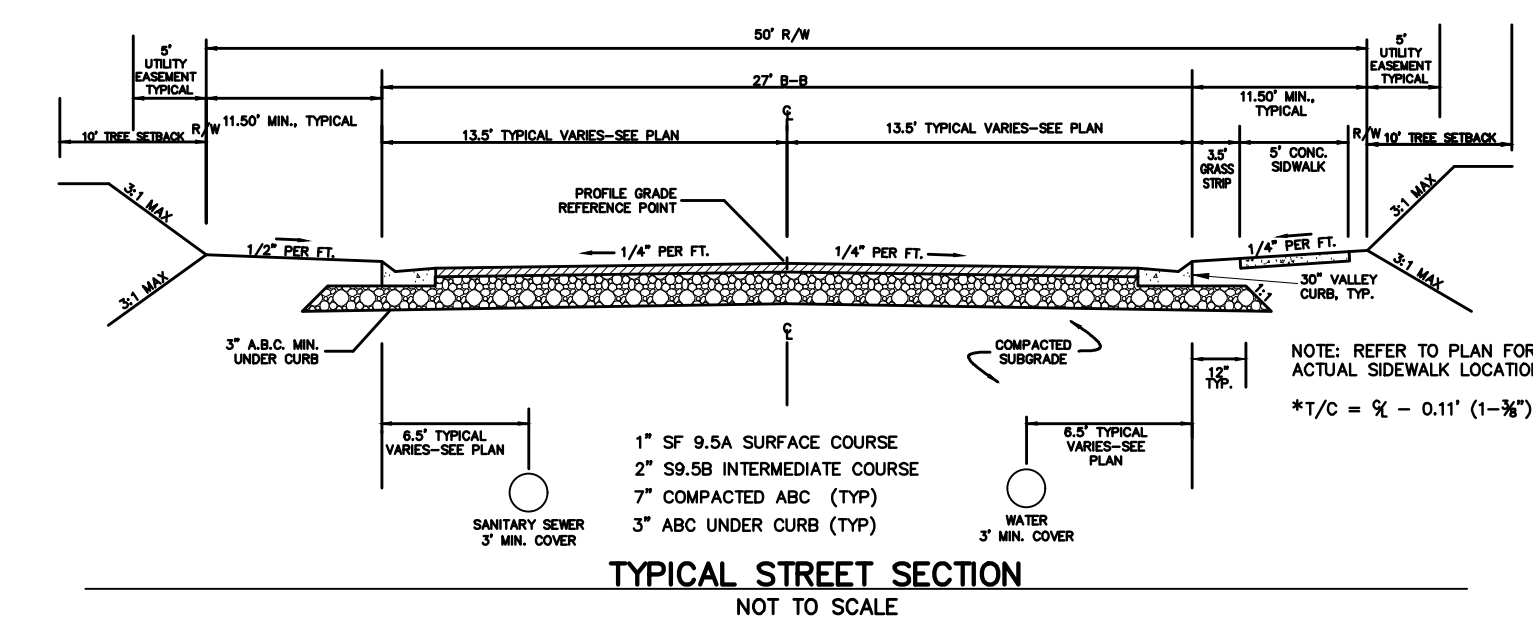 50' R/W
5'
UTILITY
EASEMENT
TYPICAL
5'
UTILITY
EASEMENT
TYPICAL
27' B-B
11.50' MIN., TYPICAL
11.50' MIN.,
TYPICAL
10' TREE SETBACK
R/W
R/W
10' TREE SETBACK
℄
13.5' TYPICAL VARIES-SEE PLAN
13.5' TYPICAL VARIES-SEE PLAN
3.5'
GRASS
STRIP
5' CONC.
SIDWALK
3:1 MAX
PROFILE GRADE
REFERENCE POINT
3:1 MAX
1/2" PER FT.
1/4" PER FT.
1/4" PER FT.
1/4" PER FT.
3:1 MAX
3:1 MAX
30" VALLEY
CURB, TYP.
1:1
3" A.B.C. MIN.
UNDER CURB
℄
COMPACTED
SUBGRADE
12"
TYP.
NOTE: REFER TO PLAN FOR
ACTUAL SIDEWALK LOCATION
*T/C = ℄ - 0.11' (1-⅜")
6.5' TYPICAL
VARIES-SEE PLAN
6.5' TYPICAL
VARIES-SEE
PLAN
1" SF 9.5A SURFACE COURSE
2" S9.5B INTERMEDIATE COURSE
7" COMPACTED ABC (TYP)
3" ABC UNDER CURB (TYP)
SANITARY SEWER
3' MIN. COVER
WATER
3' MIN. COVER
TYPICAL STREET SECTION
NOT TO SCALE